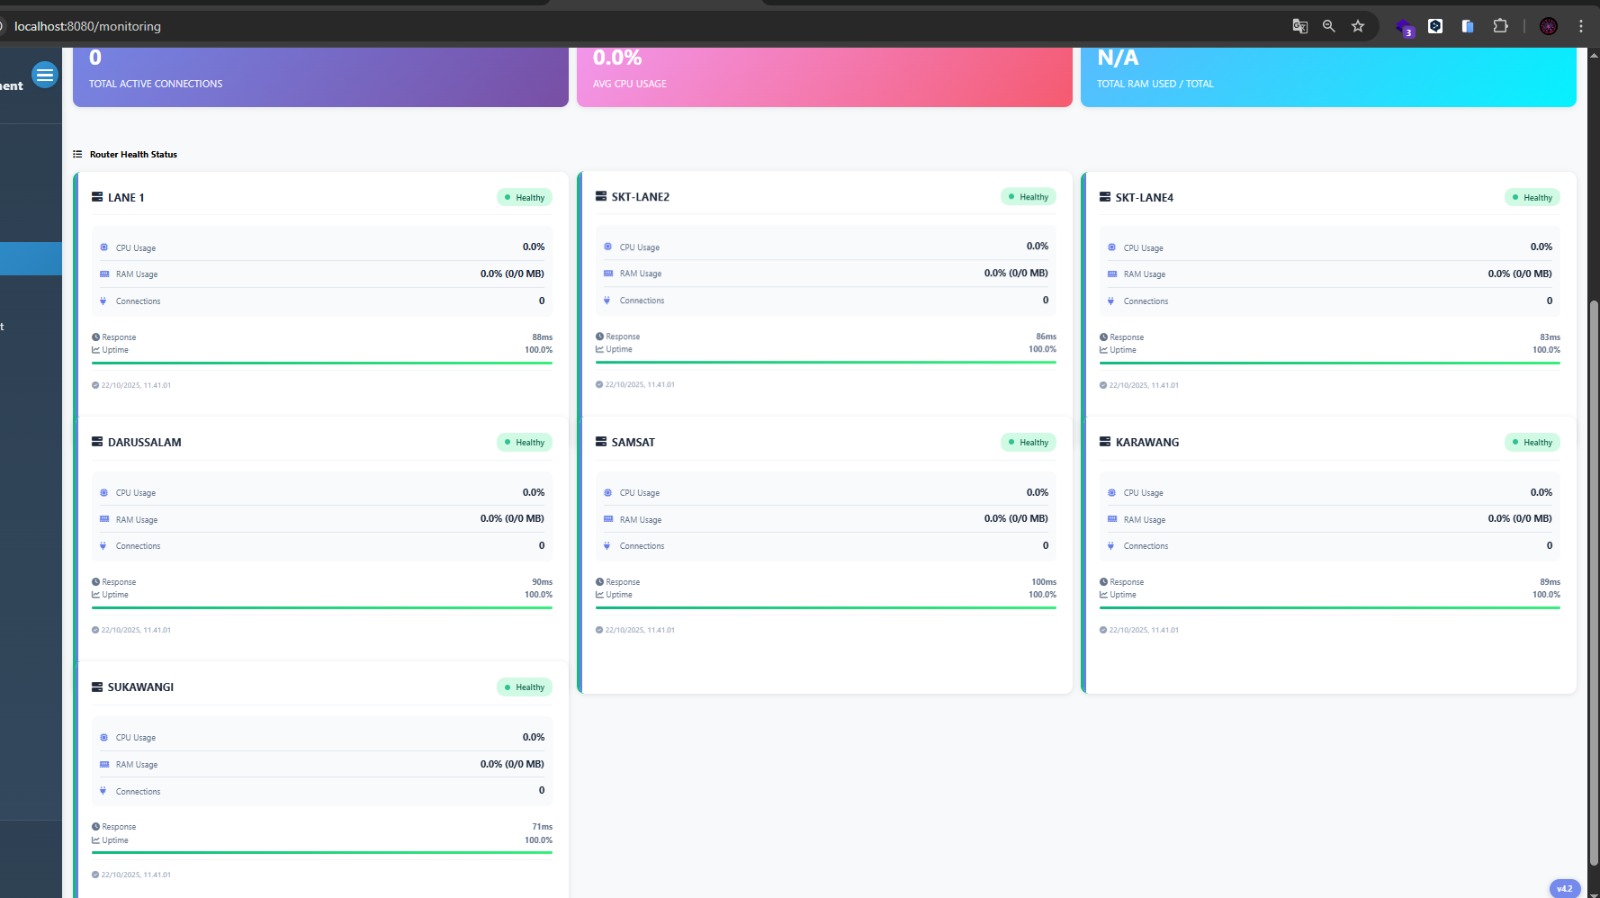 localhost:8080/monitoring
3
ent
0
TOTAL ACTIVE CONNECTIONS
0.0%
AVG CPU USAGE
N/A
TOTAL RAM USED / TOTAL
t
Router Health Status
LANE 1
Healthy
CPU Usage
0.0%
RAM Usage
0.0% (0/0 MB)
Connections
0
Response
88ms
Uptime
100.0%
22/10/2025, 11.41.01
SKT-LANE2
Healthy
CPU Usage
0.0%
RAM Usage
0.0% (0/0 MB)
Connections
0
Response
86ms
Uptime
100.0%
22/10/2025, 11.41.01
SKT-LANE4
Healthy
CPU Usage
0.0%
RAM Usage
0.0% (0/0 MB)
Connections
0
Response
83ms
Uptime
100.0%
22/10/2025, 11.41.01
DARUSSALAM
Healthy
CPU Usage
0.0%
RAM Usage
0.0% (0/0 MB)
Connections
0
Response
90ms
Uptime
100.0%
22/10/2025, 11.41.01
SAMSAT
Healthy
CPU Usage
0.0%
RAM Usage
0.0% (0/0 MB)
Connections
0
Response
100ms
Uptime
100.0%
22/10/2025, 11.41.01
KARAWANG
Healthy
CPU Usage
0.0%
RAM Usage
0.0% (0/0 MB)
Connections
0
Response
89ms
Uptime
100.0%
22/10/2025, 11.41.01
SUKAWANGI
Healthy
CPU Usage
0.0%
RAM Usage
0.0% (0/0 MB)
Connections
0
Response
71ms
Uptime
100.0%
22/10/2025, 11.41.01
v4.2